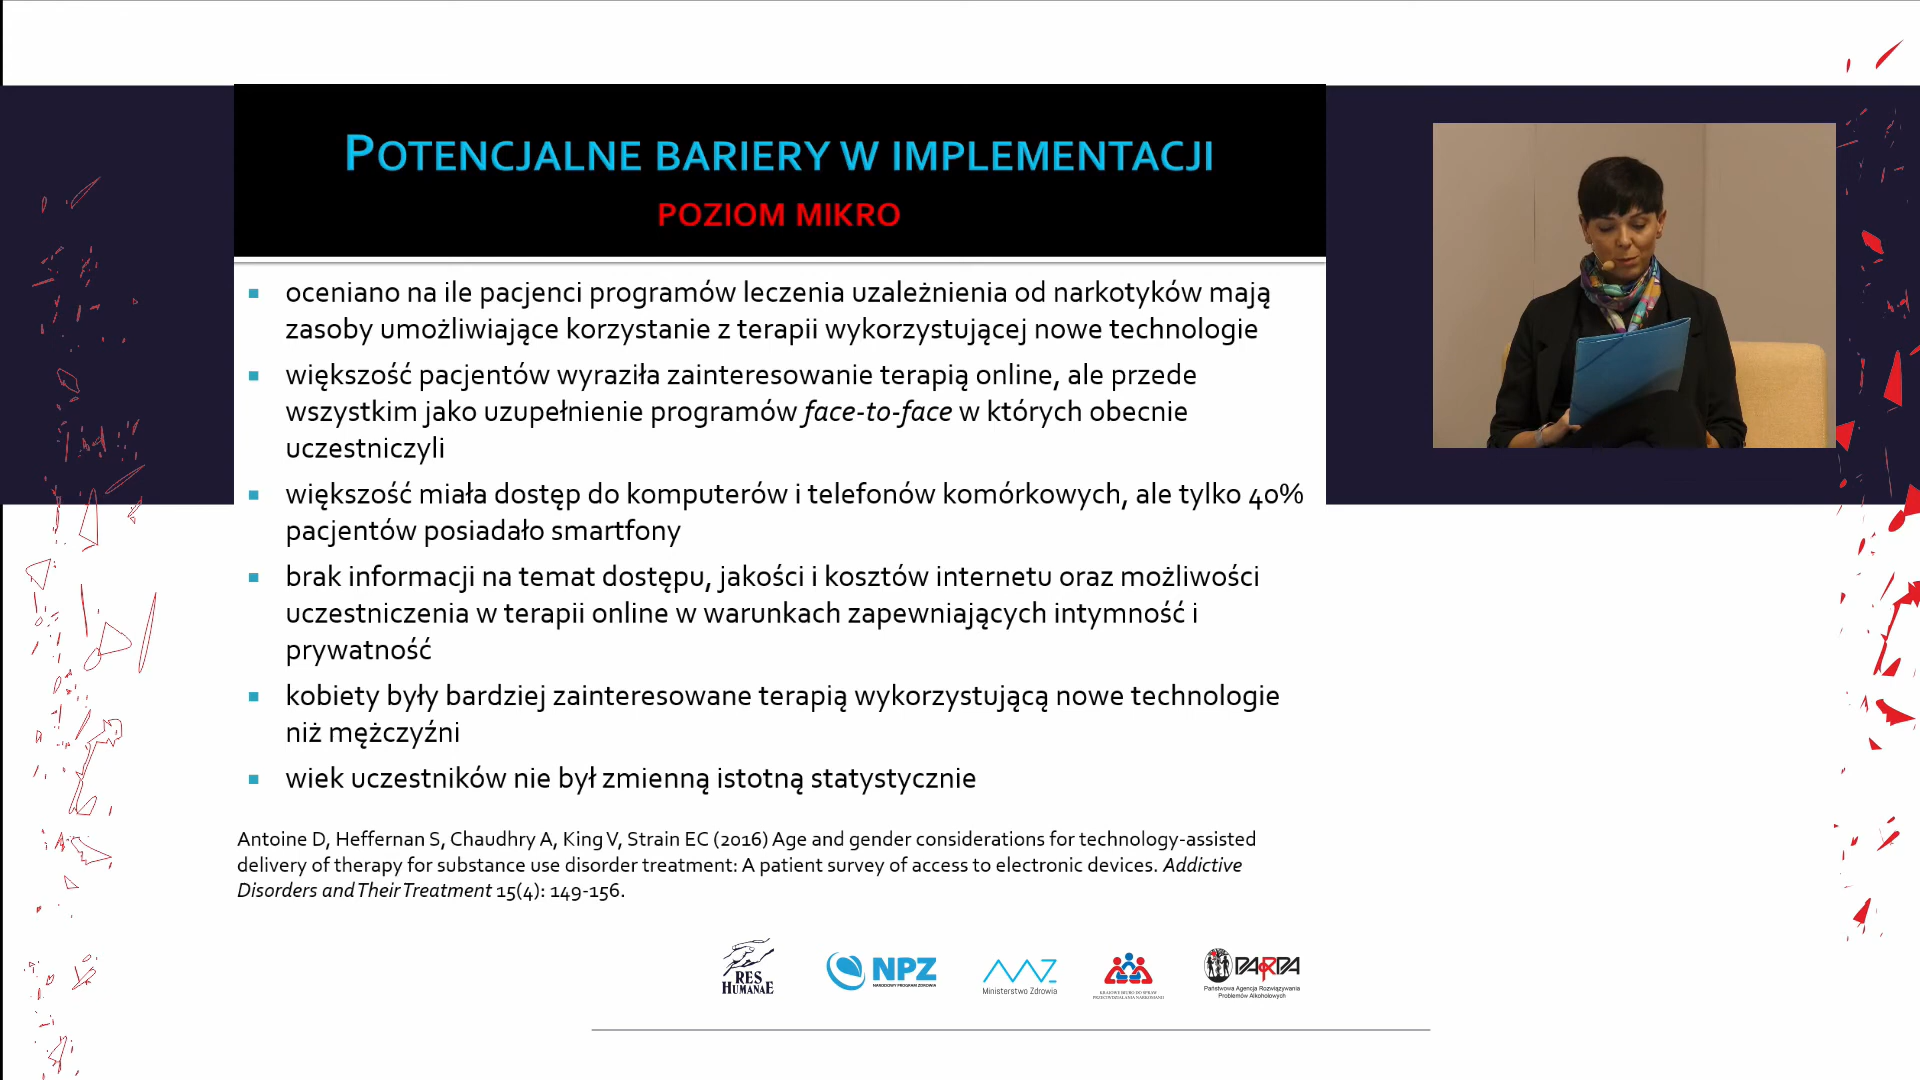 POTENCJALNE BARIERY W IMPLEMENTACJI
POZIOM MIKRO
oceniano na ile pacjenci programów leczenia uzależnienia od narkotyków mają
zasoby umożliwiające korzystanie z terapii wykorzystującej nowe technologie
większość pacjentów wyraziła zainteresowanie terapią online, ale przede
wszystkim jako uzupełnienie programów face-to-face w których obecnie
uczestniczyli
większość miała dostęp do komputerów i telefonów komórkowych, ale tylko 40%
pacjentów posiadało smartfony
brak informacji na temat dostępu, jakości i kosztów internetu oraz możliwości
uczestniczenia w terapii online w warunkach zapewniających intymność i
prywatność
kobiety były bardziej zainteresowane terapią wykorzystującą nowe technologie
niż mężczyźni
wiek uczestników nie był zmienną istotną statystycznie
Antoine D, Heffernan S, Chaudhry A, King V, Strain EC (2016) Age and gender considerations for technology-assisted
delivery of therapy for substance use disorder treatment: A patient survey of access to electronic devices. Addictive
Disorders and Their Treatment 15(4): 149-156.
RES
HUMANAE
NPZ
NARODOWY PROGRAM ZDROWIA
Ministerstwo Zdrowia
KRAJOWE BIURO DO SPRAW
PRZECIWDZIAŁANIA NARKOMANII
PARPA
Państwowa Agencja Rozwiązywania
Problemów Alkoholowych